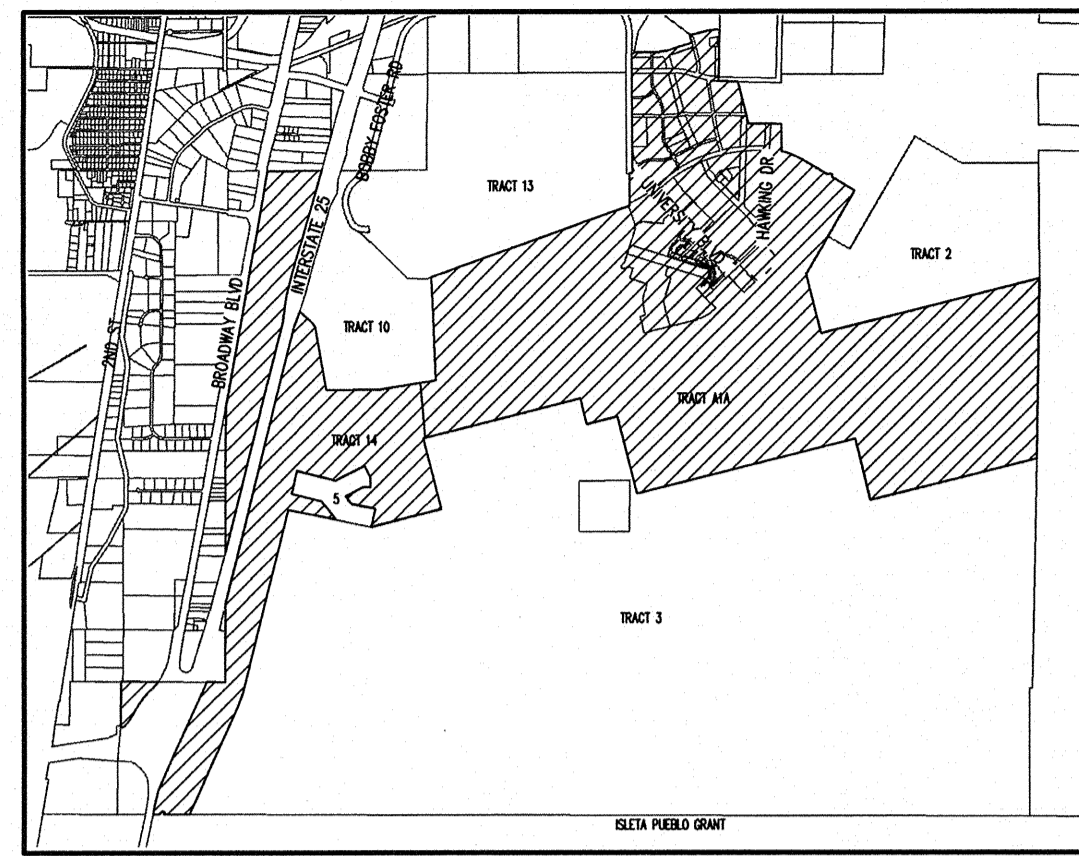 BOBBY FOSTER RD
TRACT 13
UNIVERSITY BLVD
HAWKING DR
INTERSTATE 25
TRACT 2
2ND ST
BROADWAY BLVD
TRACT 10
TRACT A1A
TRACT 14
5
TRACT 3
ISLETA PUEBLO GRANT